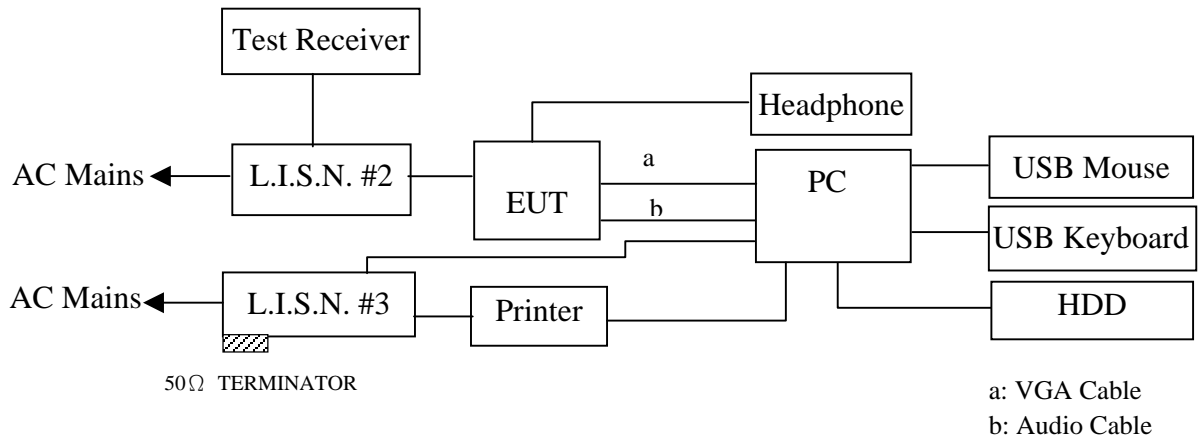 Test Receiver
Headphone
AC Mains
L.I.S.N. #2
EUT
a
b
PC
USB Mouse
USB Keyboard
AC Mains
L.I.S.N. #3
Printer
HDD
50Ω TERMINATOR
a: VGA Cable
b: Audio Cable